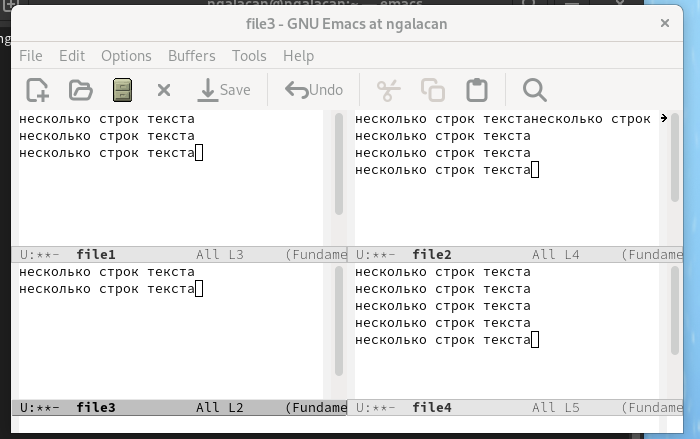 ngalacan@ngalacan:~ — emacs
file3 - GNU Emacs at ngalacan
File Edit Options Buffers Tools Help
Save Undo
несколько строк текста
несколько строк текста
несколько строк текста
U:**- file1 All L3 (Fundame
несколько строк текстанесколько строк
несколько строк текста
несколько строк текста
несколько строк текста
U:**- file2 All L4 (Fundame
несколько строк текста
несколько строк текста
U:**- file3 All L2 (Fundame
несколько строк текста
несколько строк текста
несколько строк текста
несколько строк текста
несколько строк текста
U:**- file4 All L5 (Fundame